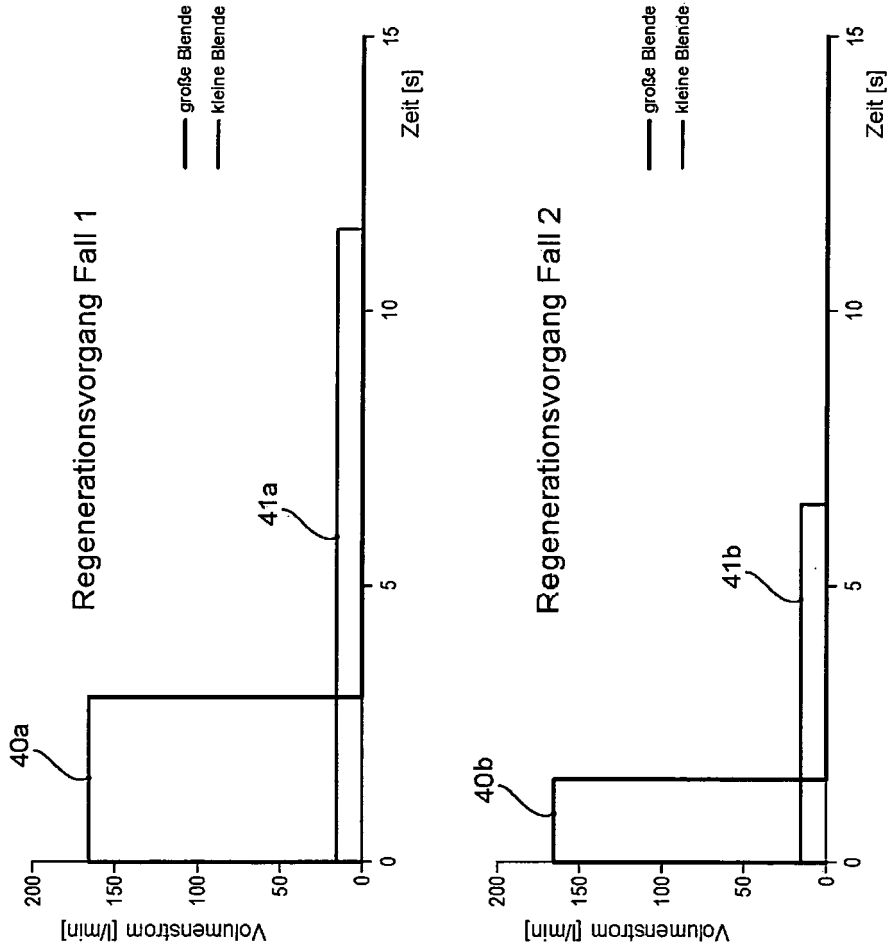 Regenerationsvorgang Fall 1
Volumenstrom [l/min]
200
150
100
50
0
0
5
10
15
Zeit [s]
40a
41a
große Blende
kleine Blende
Regenerationsvorgang Fall 2
Volumenstrom [l/min]
200
150
100
50
0
0
5
10
15
Zeit [s]
40b
41b
große Blende
kleine Blende